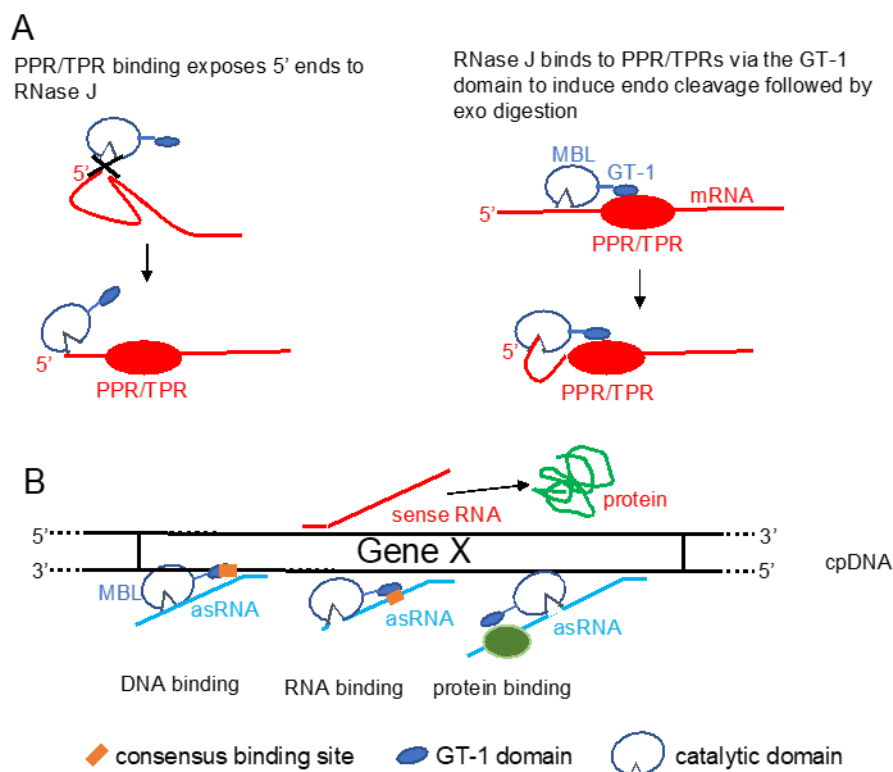 A
PPR/TPR binding exposes 5' ends to
RNase J
5'
5'
PPR/TPR
RNase J binds to PPR/TPRs via the GT-1
domain to induce endo cleavage followed by
exo digestion
MBL
GT-1
5'
mRNA
PPR/TPR
5'
PPR/TPR
B
sense RNA
protein
5'
3'
Gene X
3'
5'
cpDNA
MBL
asRNA
asRNA
asRNA
DNA binding
RNA binding
protein binding
consensus binding site
GT-1 domain
catalytic domain